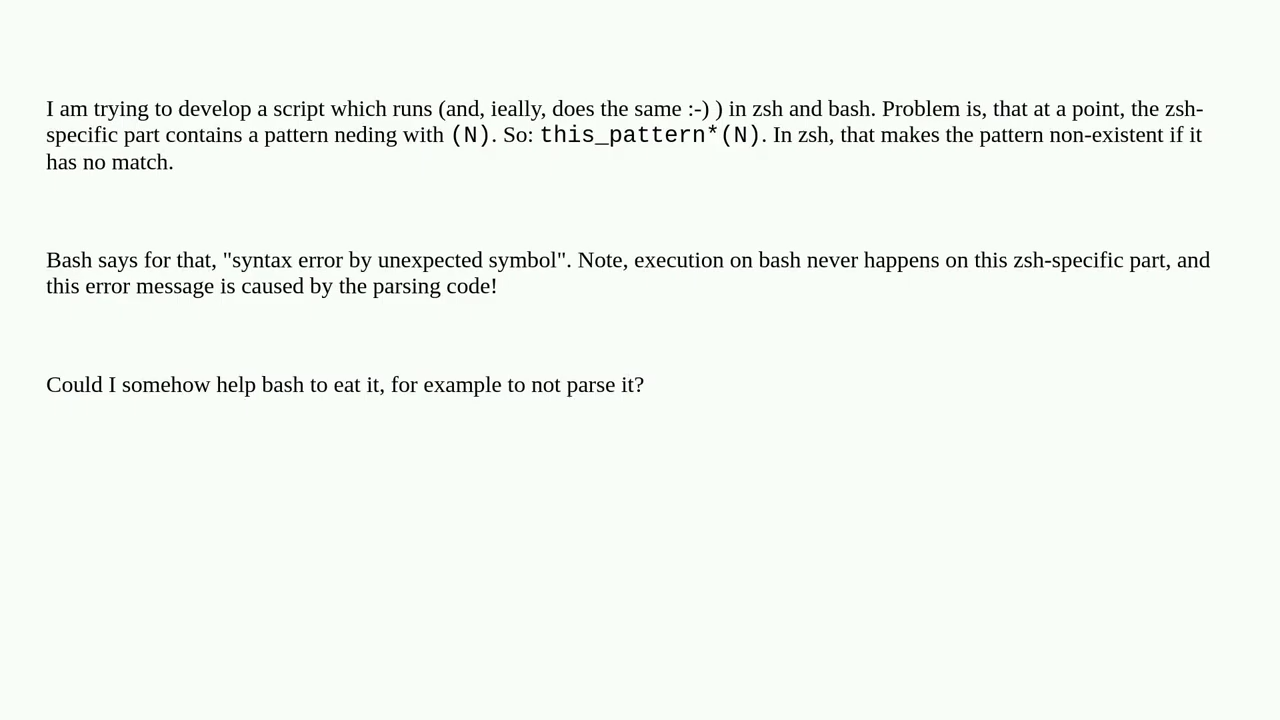 I am trying to develop a script which runs (and, ieally, does the same :-) ) in zsh and bash. Problem is, that at a point, the zsh-
specific part contains a pattern neding with (N). So: this_pattern*(N). In zsh, that makes the pattern non-existent if it
has no match.
Bash says for that, "syntax error by unexpected symbol". Note, execution on bash never happens on this zsh-specific part, and
this error message is caused by the parsing code!
Could I somehow help bash to eat it, for example to not parse it?